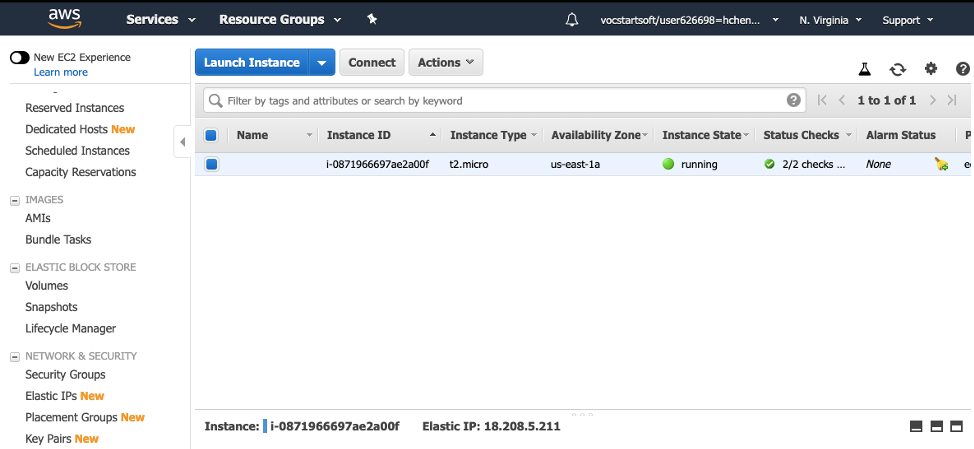 aws Services Resource Groups vocstartsoft/user626698=hchen... N. Virginia Support
New EC2 Experience
Learn more
Reserved Instances
Dedicated Hosts New
Scheduled Instances
Capacity Reservations
IMAGES
AMIs
Bundle Tasks
ELASTIC BLOCK STORE
Volumes
Snapshots
Lifecycle Manager
NETWORK & SECURITY
Security Groups
Elastic IPs New
Placement Groups New
Key Pairs New
Launch Instance Connect Actions
Filter by tags and attributes or search by keyword ? 1 to 1 of 1
Name Instance ID Instance Type Availability Zone Instance State Status Checks Alarm Status P
i-0871966697ae2a00f t2.micro us-east-1a running 2/2 checks ... None
Instance: i-0871966697ae2a00f Elastic IP: 18.208.5.211